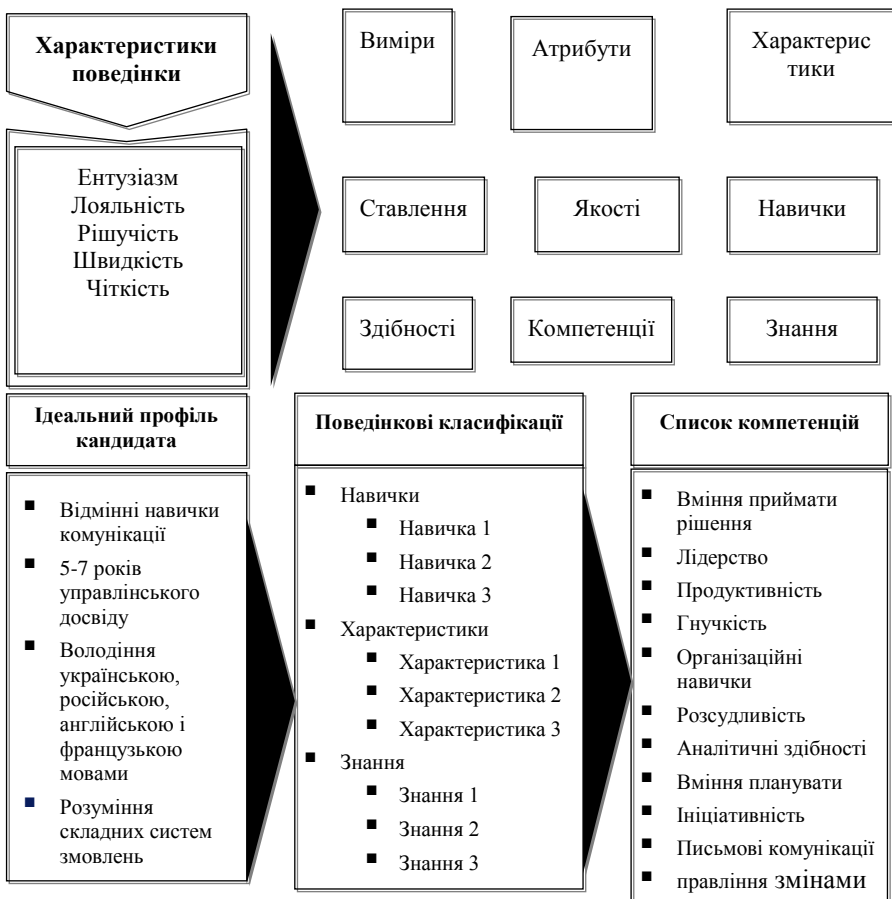 Характеристики
поведінки
Ентузіазм
Лояльність
Рішучість
Швидкість
Чіткість
Виміри
Атрибути
Характерис
тики
Ставлення
Якості
Навички
Здібності
Компетенції
Знання
Ідеальний профіль
кандидата
■ Відмінні навички
комунікації
■ 5-7 років
управлінського
досвіду
■ Володіння
українською,
російською,
англійською і
французькою
мовами
■ Розуміння
складних систем
змовлень
Поведінкові класифікації
■ Навички
■ Навичка 1
■ Навичка 2
■ Навичка 3
■ Характеристики
■ Характеристика 1
■ Характеристика 2
■ Характеристика 3
■ Знання
■ Знання 1
■ Знання 2
■ Знання 3
Список компетенцій
■ Вміння приймати
рішення
■ Лідерство
■ Продуктивність
■ Гнучкість
■ Організаційні
навички
■ Розсудливість
■ Аналітичні здібності
■ Вміння планувати
■ Ініціативність
■ Письмові комунікації
■ правління змінами